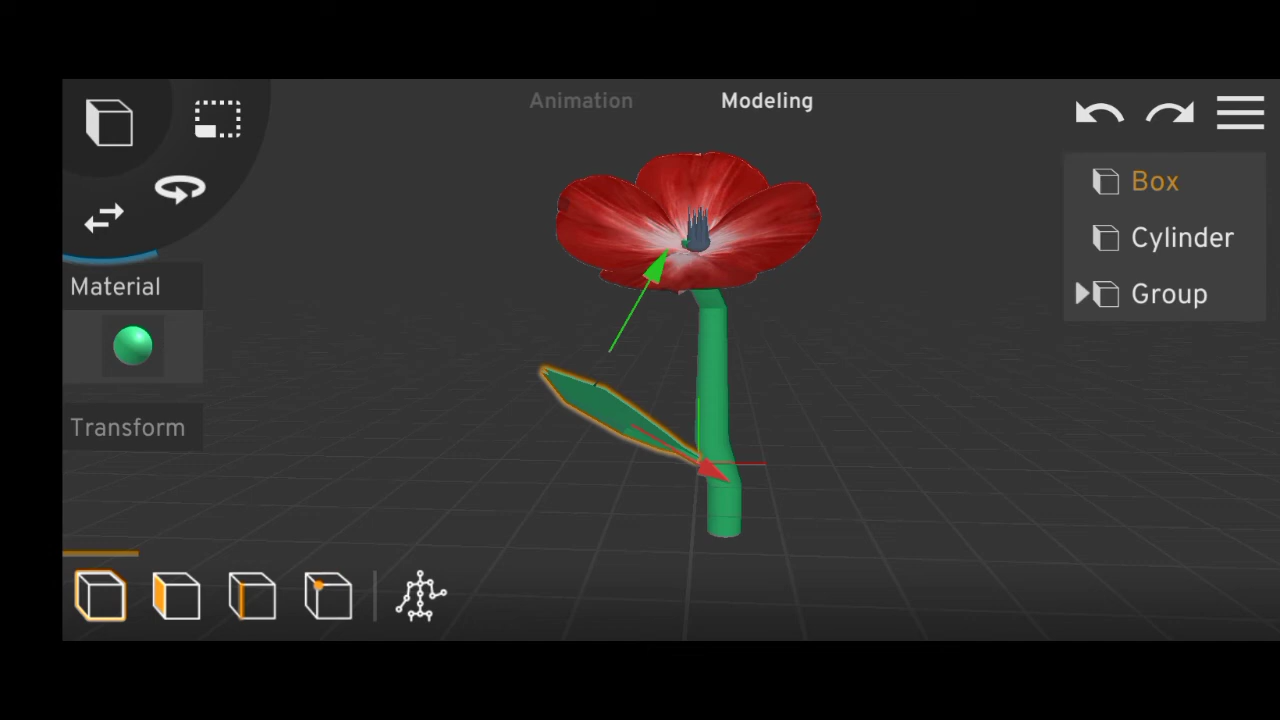 Animation Modeling
Box
Cylinder
Group
Material
Transform